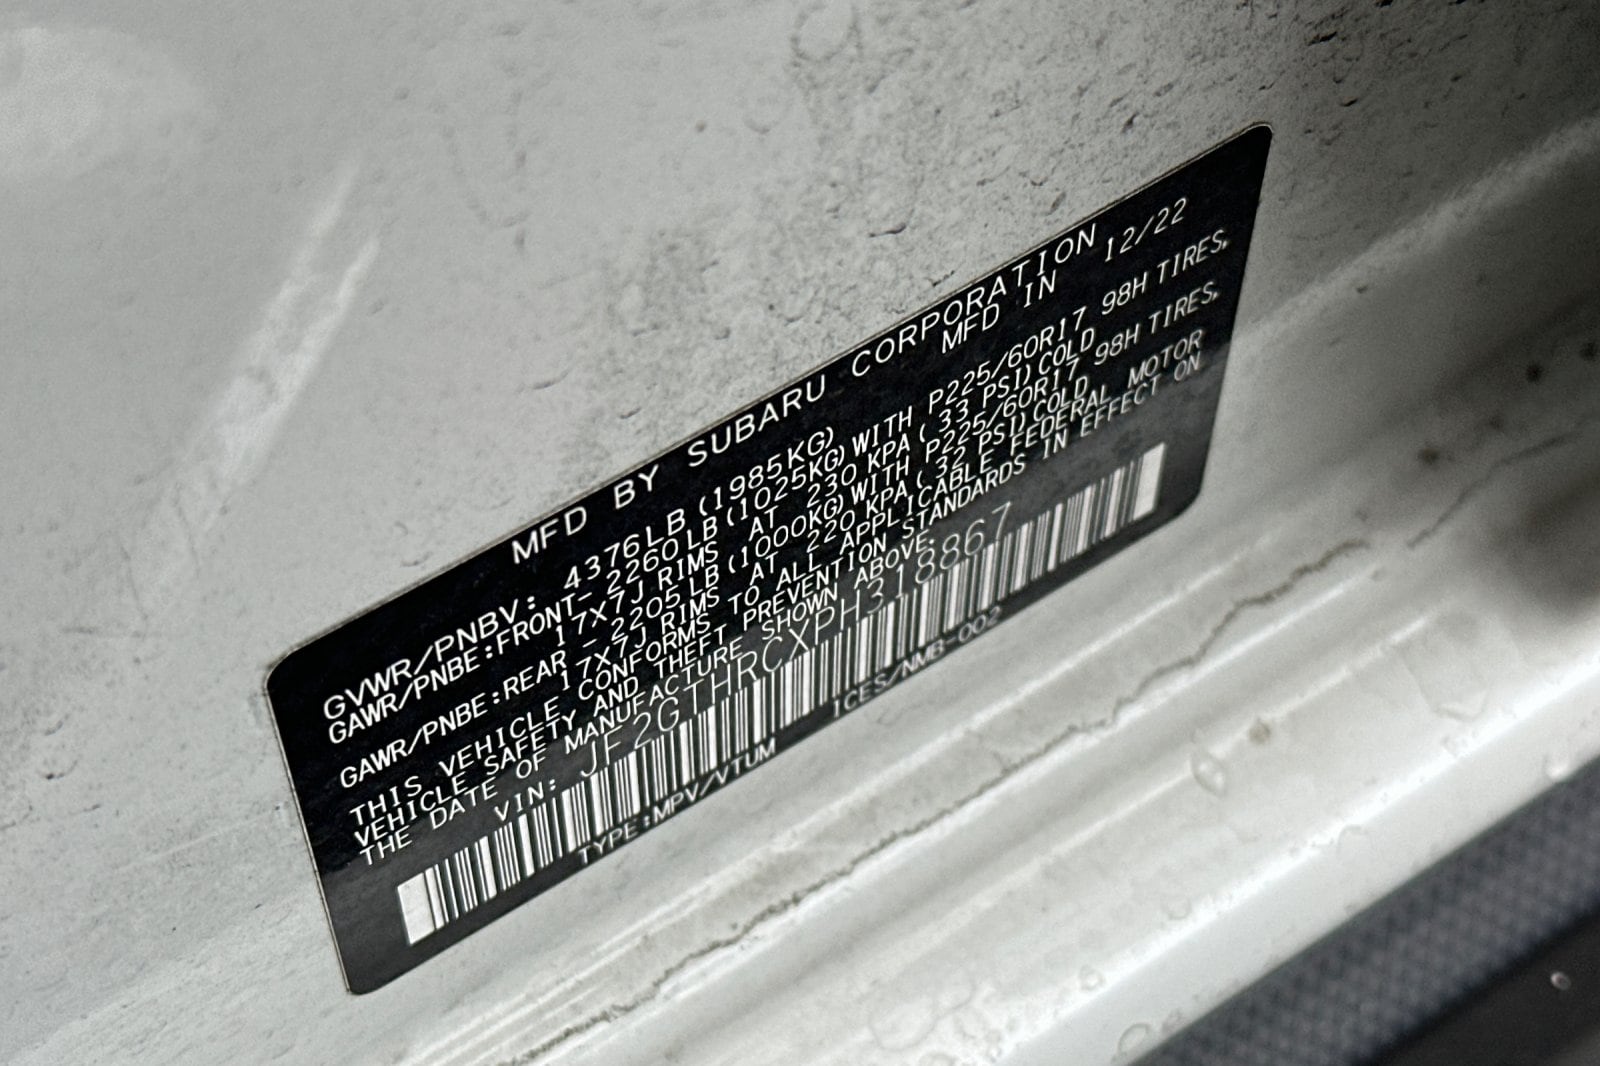 MFD BY SUBARU CORPORATION
MFD IN 12/22
GVWR/PNBV: 4376LB(1985KG)
GAWR/PNBE:FRONT-2260LB(1025KG)WITH P225/60R17 98H TIRES,
17X7J RIMS AT 230 KPA( 33 PSI)COLD
GAWR/PNBE:REAR -2205LB(1000KG)WITH P225/60R17 98H TIRES,
17X7J RIMS AT 220 KPA( 32 PSI)COLD
THIS VEHICLE CONFORMS TO ALL APPLICABLE FEDERAL MOTOR
VEHICLE SAFETY AND THEFT PREVENTION STANDARDS IN EFFECT ON
THE DATE OF MANUFACTURE SHOWN ABOVE.
VIN: JF2GTHRCXPH318867
TYPE:MPV/VTUM ICES/NMB-002